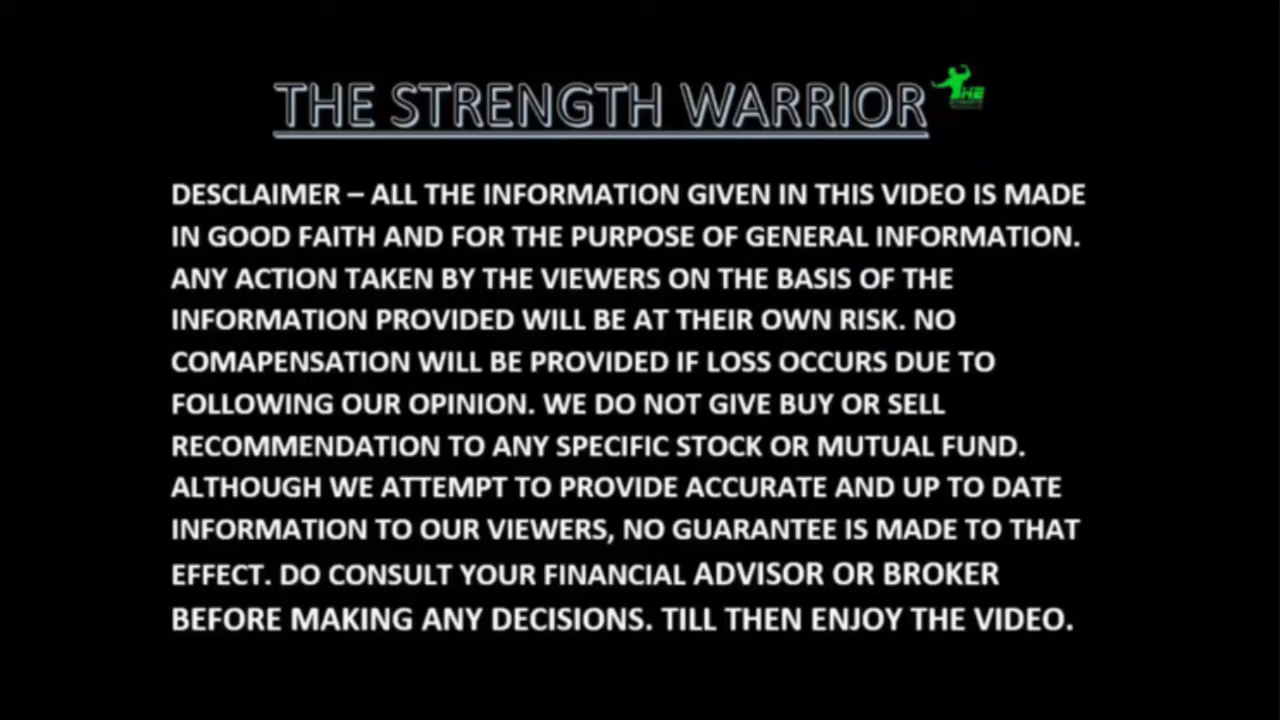 THE STRENGTH WARRIOR
HE
DESCLAIMER – ALL THE INFORMATION GIVEN IN THIS VIDEO IS MADE
IN GOOD FAITH AND FOR THE PURPOSE OF GENERAL INFORMATION.
ANY ACTION TAKEN BY THE VIEWERS ON THE BASIS OF THE
INFORMATION PROVIDED WILL BE AT THEIR OWN RISK. NO
COMAPENSATION WILL BE PROVIDED IF LOSS OCCURS DUE TO
FOLLOWING OUR OPINION. WE DO NOT GIVE BUY OR SELL
RECOMMENDATION TO ANY SPECIFIC STOCK OR MUTUAL FUND.
ALTHOUGH WE ATTEMPT TO PROVIDE ACCURATE AND UP TO DATE
INFORMATION TO OUR VIEWERS, NO GUARANTEE IS MADE TO THAT
EFFECT. DO CONSULT YOUR FINANCIAL ADVISOR OR BROKER
BEFORE MAKING ANY DECISIONS. TILL THEN ENJOY THE VIDEO.